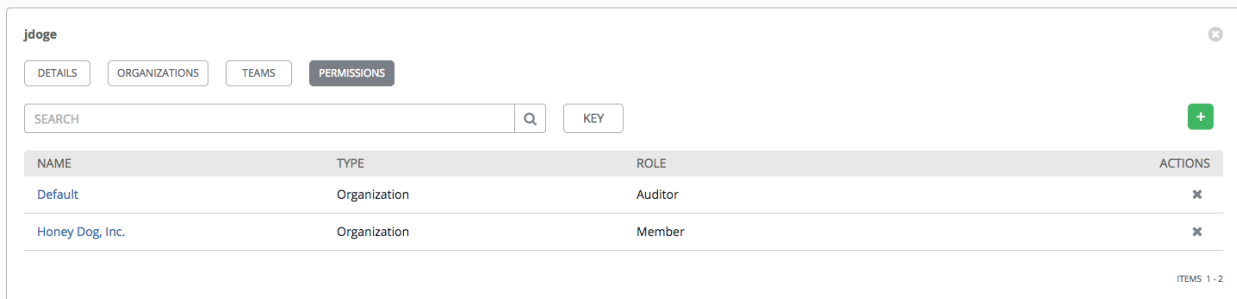 jdoge
DETAILS ORGANIZATIONS TEAMS PERMISSIONS
SEARCH KEY +
NAME TYPE ROLE ACTIONS
Default Organization Auditor
Honey Dog, Inc. Organization Member
ITEMS 1 - 2